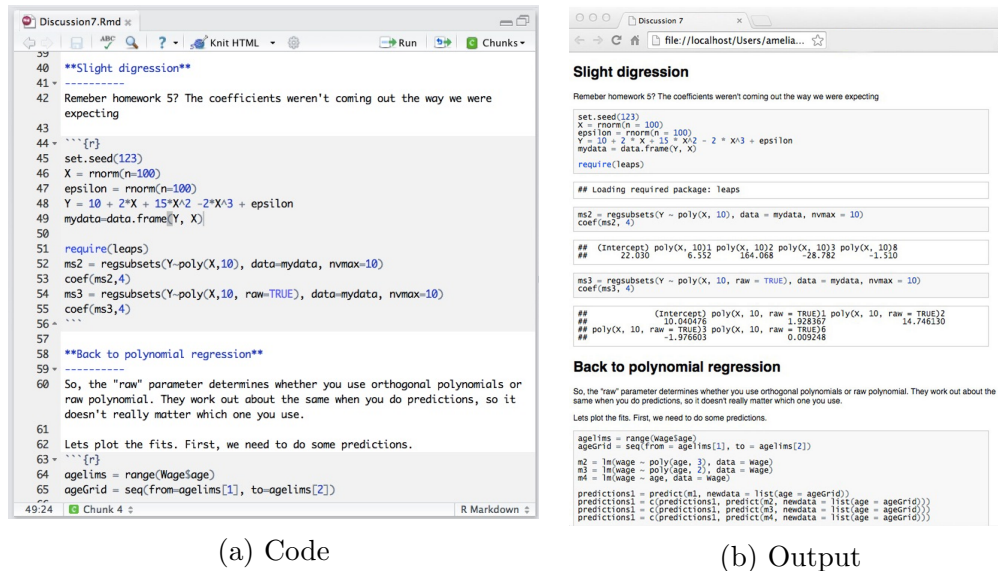 Discussion7.Rmd ×
ABC ? Knit HTML Run Chunks
39
40 **Slight digression**
41 ----------
42 Remeber homework 5? The coefficients weren't coming out the way we were
expecting
43
44 ```{r}
45 set.seed(123)
46 X = rnorm(n=100)
47 epsilon = rnorm(n=100)
48 Y = 10 + 2*X + 15*X^2 -2*X^3 + epsilon
49 mydata=data.frame(Y, X)
50
51 require(leaps)
52 ms2 = regsubsets(Y~poly(X,10), data=mydata, nvmax=10)
53 coef(ms2,4)
54 ms3 = regsubsets(Y~poly(X,10, raw=TRUE), data=mydata, nvmax=10)
55 coef(ms3,4)
56 ```
57
58 **Back to polynomial regression**
59 ----------
60 So, the "raw" parameter determines whether you use orthogonal polynomials or
raw polynomial. They work out about the same when you do predictions, so it
doesn't really matter which one you use.
61
62 Lets plot the fits. First, we need to do some predictions.
63 ```{r}
64 agelims = range(Wage$age)
65 ageGrid = seq(from=agelims[1], to=agelims[2])
49:24 C Chunk 4 R Markdown
(a) Code
Discussion 7 ×
file://localhost/Users/amelia...
Slight digression
Remeber homework 5? The coefficients weren't coming out the way we were expecting
set.seed(123)
X = rnorm(n = 100)
epsilon = rnorm(n = 100)
Y = 10 + 2 * X + 15 * X^2 - 2 * X^3 + epsilon
mydata = data.frame(Y, X)
require(leaps)
## Loading required package: leaps
ms2 = regsubsets(Y ~ poly(X, 10), data = mydata, nvmax = 10)
coef(ms2, 4)
## (Intercept) poly(X, 10)1 poly(X, 10)2 poly(X, 10)3 poly(X, 10)8
## 22.030 6.552 164.068 -28.782 -1.510
ms3 = regsubsets(Y ~ poly(X, 10, raw = TRUE), data = mydata, nvmax = 10)
coef(ms3, 4)
## (Intercept) poly(X, 10, raw = TRUE)1 poly(X, 10, raw = TRUE)2
## 10.040476 1.928367 14.746130
## poly(X, 10, raw = TRUE)3 poly(X, 10, raw = TRUE)6
## -1.976603 0.009248
Back to polynomial regression
So, the "raw" parameter determines whether you use orthogonal polynomials or raw polynomial. They work out about the
same when you do predictions, so it doesn't really matter which one you use.
Lets plot the fits. First, we need to do some predictions.
agelims = range(Wage$age)
ageGrid = seq(from = agelims[1], to = agelims[2])
m2 = lm(wage ~ poly(age, 3), data = Wage)
m3 = lm(wage ~ poly(age, 2), data = Wage)
m4 = lm(wage ~ age, data = Wage)
predictions1 = predict(m1, newdata = list(age = ageGrid))
predictions1 = c(predictions1, predict(m2, newdata = list(age = ageGrid)))
predictions1 = c(predictions1, predict(m3, newdata = list(age = ageGrid)))
predictions1 = c(predictions1, predict(m4, newdata = list(age = ageGrid)))
(b) Output